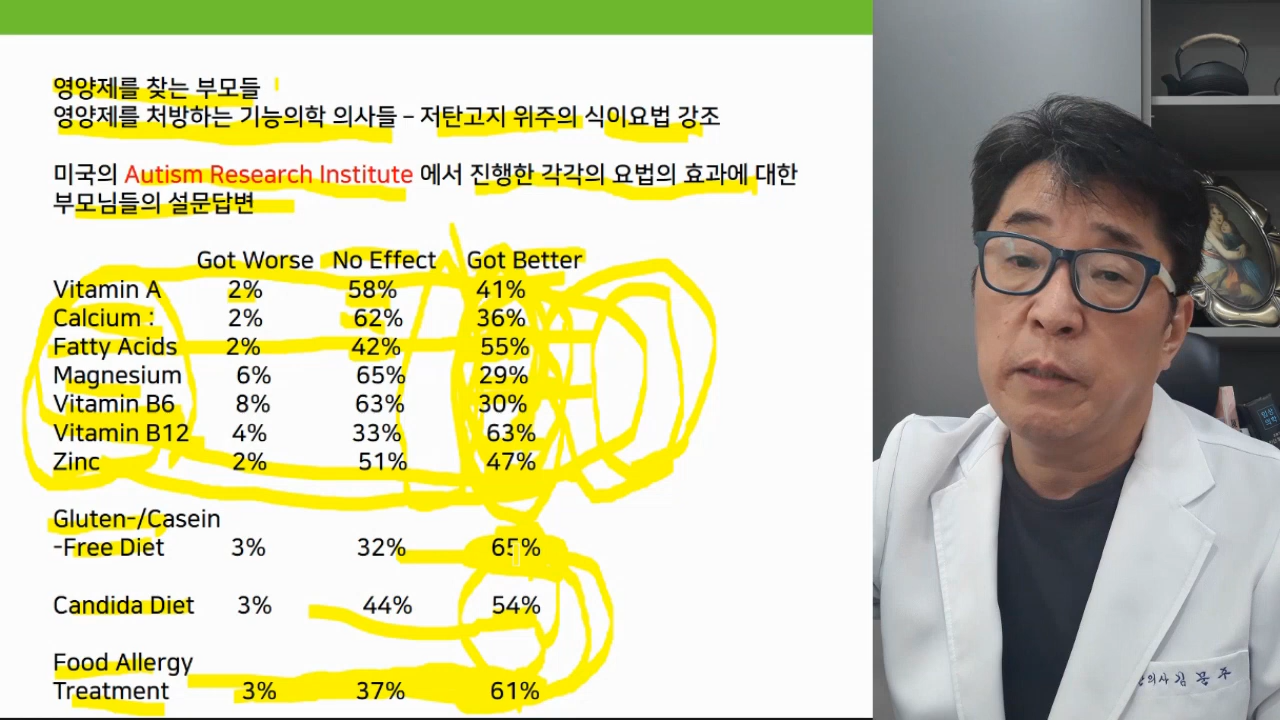 영양제를 찾는 부모들
영양제를 처방하는 기능의학 의사들 – 저탄고지 위주의 식이요법 강조
미국의 Autism Research Institute 에서 진행한 각각의 요법의 효과에 대한
부모님들의 설문답변
Got Worse No Effect Got Better
Vitamin A 2% 58% 41%
Calcium : 2% 62% 36%
Fatty Acids 2% 42% 55%
Magnesium 6% 65% 29%
Vitamin B6 8% 63% 30%
Vitamin B12 4% 33% 63%
Zinc 2% 51% 47%
Gluten-/Casein
-Free Diet 3% 32% 65%
Candida Diet 3% 44% 54%
Food Allergy
Treatment 3% 37% 61%